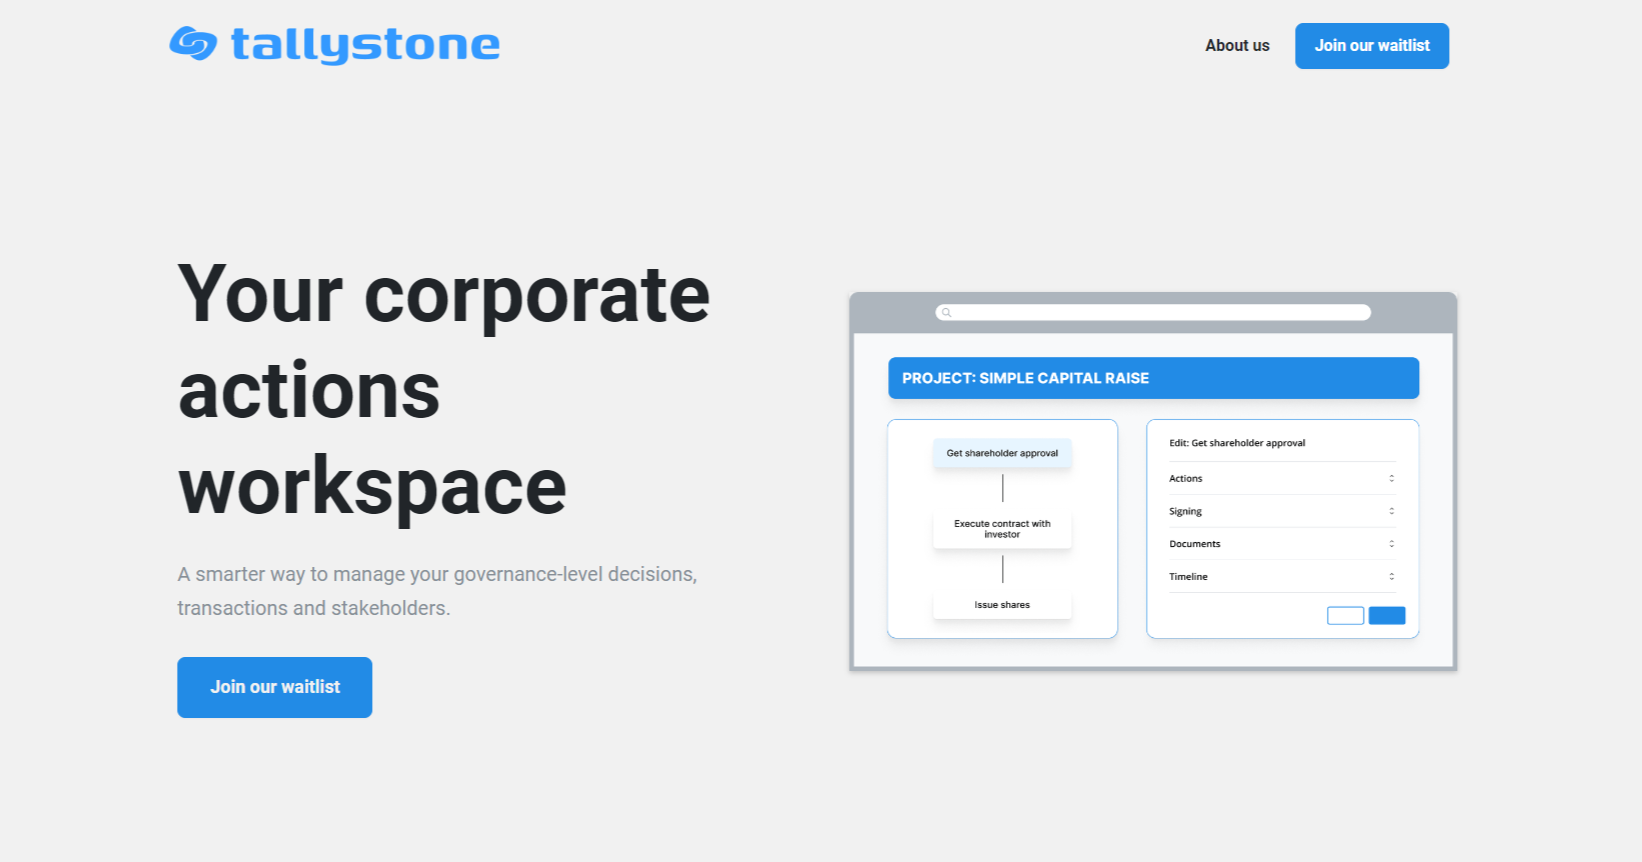 tallystone
About us
Join our waitlist
Your corporate
actions
workspace
A smarter way to manage your governance-level decisions,
transactions and stakeholders.
Join our waitlist
PROJECT: SIMPLE CAPITAL RAISE
Get shareholder approval
Execute contract with
investor
Issue shares
Edit: Get shareholder approval
Actions
Signing
Documents
Timeline